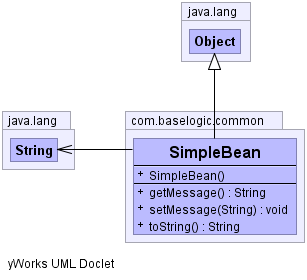 java.lang
Object
java.lang
String
com.baselogic.common
SimpleBean
+ SimpleBean()
+ getMessage() : String
+ setMessage(String) : void
+ toString() : String
yWorks UML Doclet